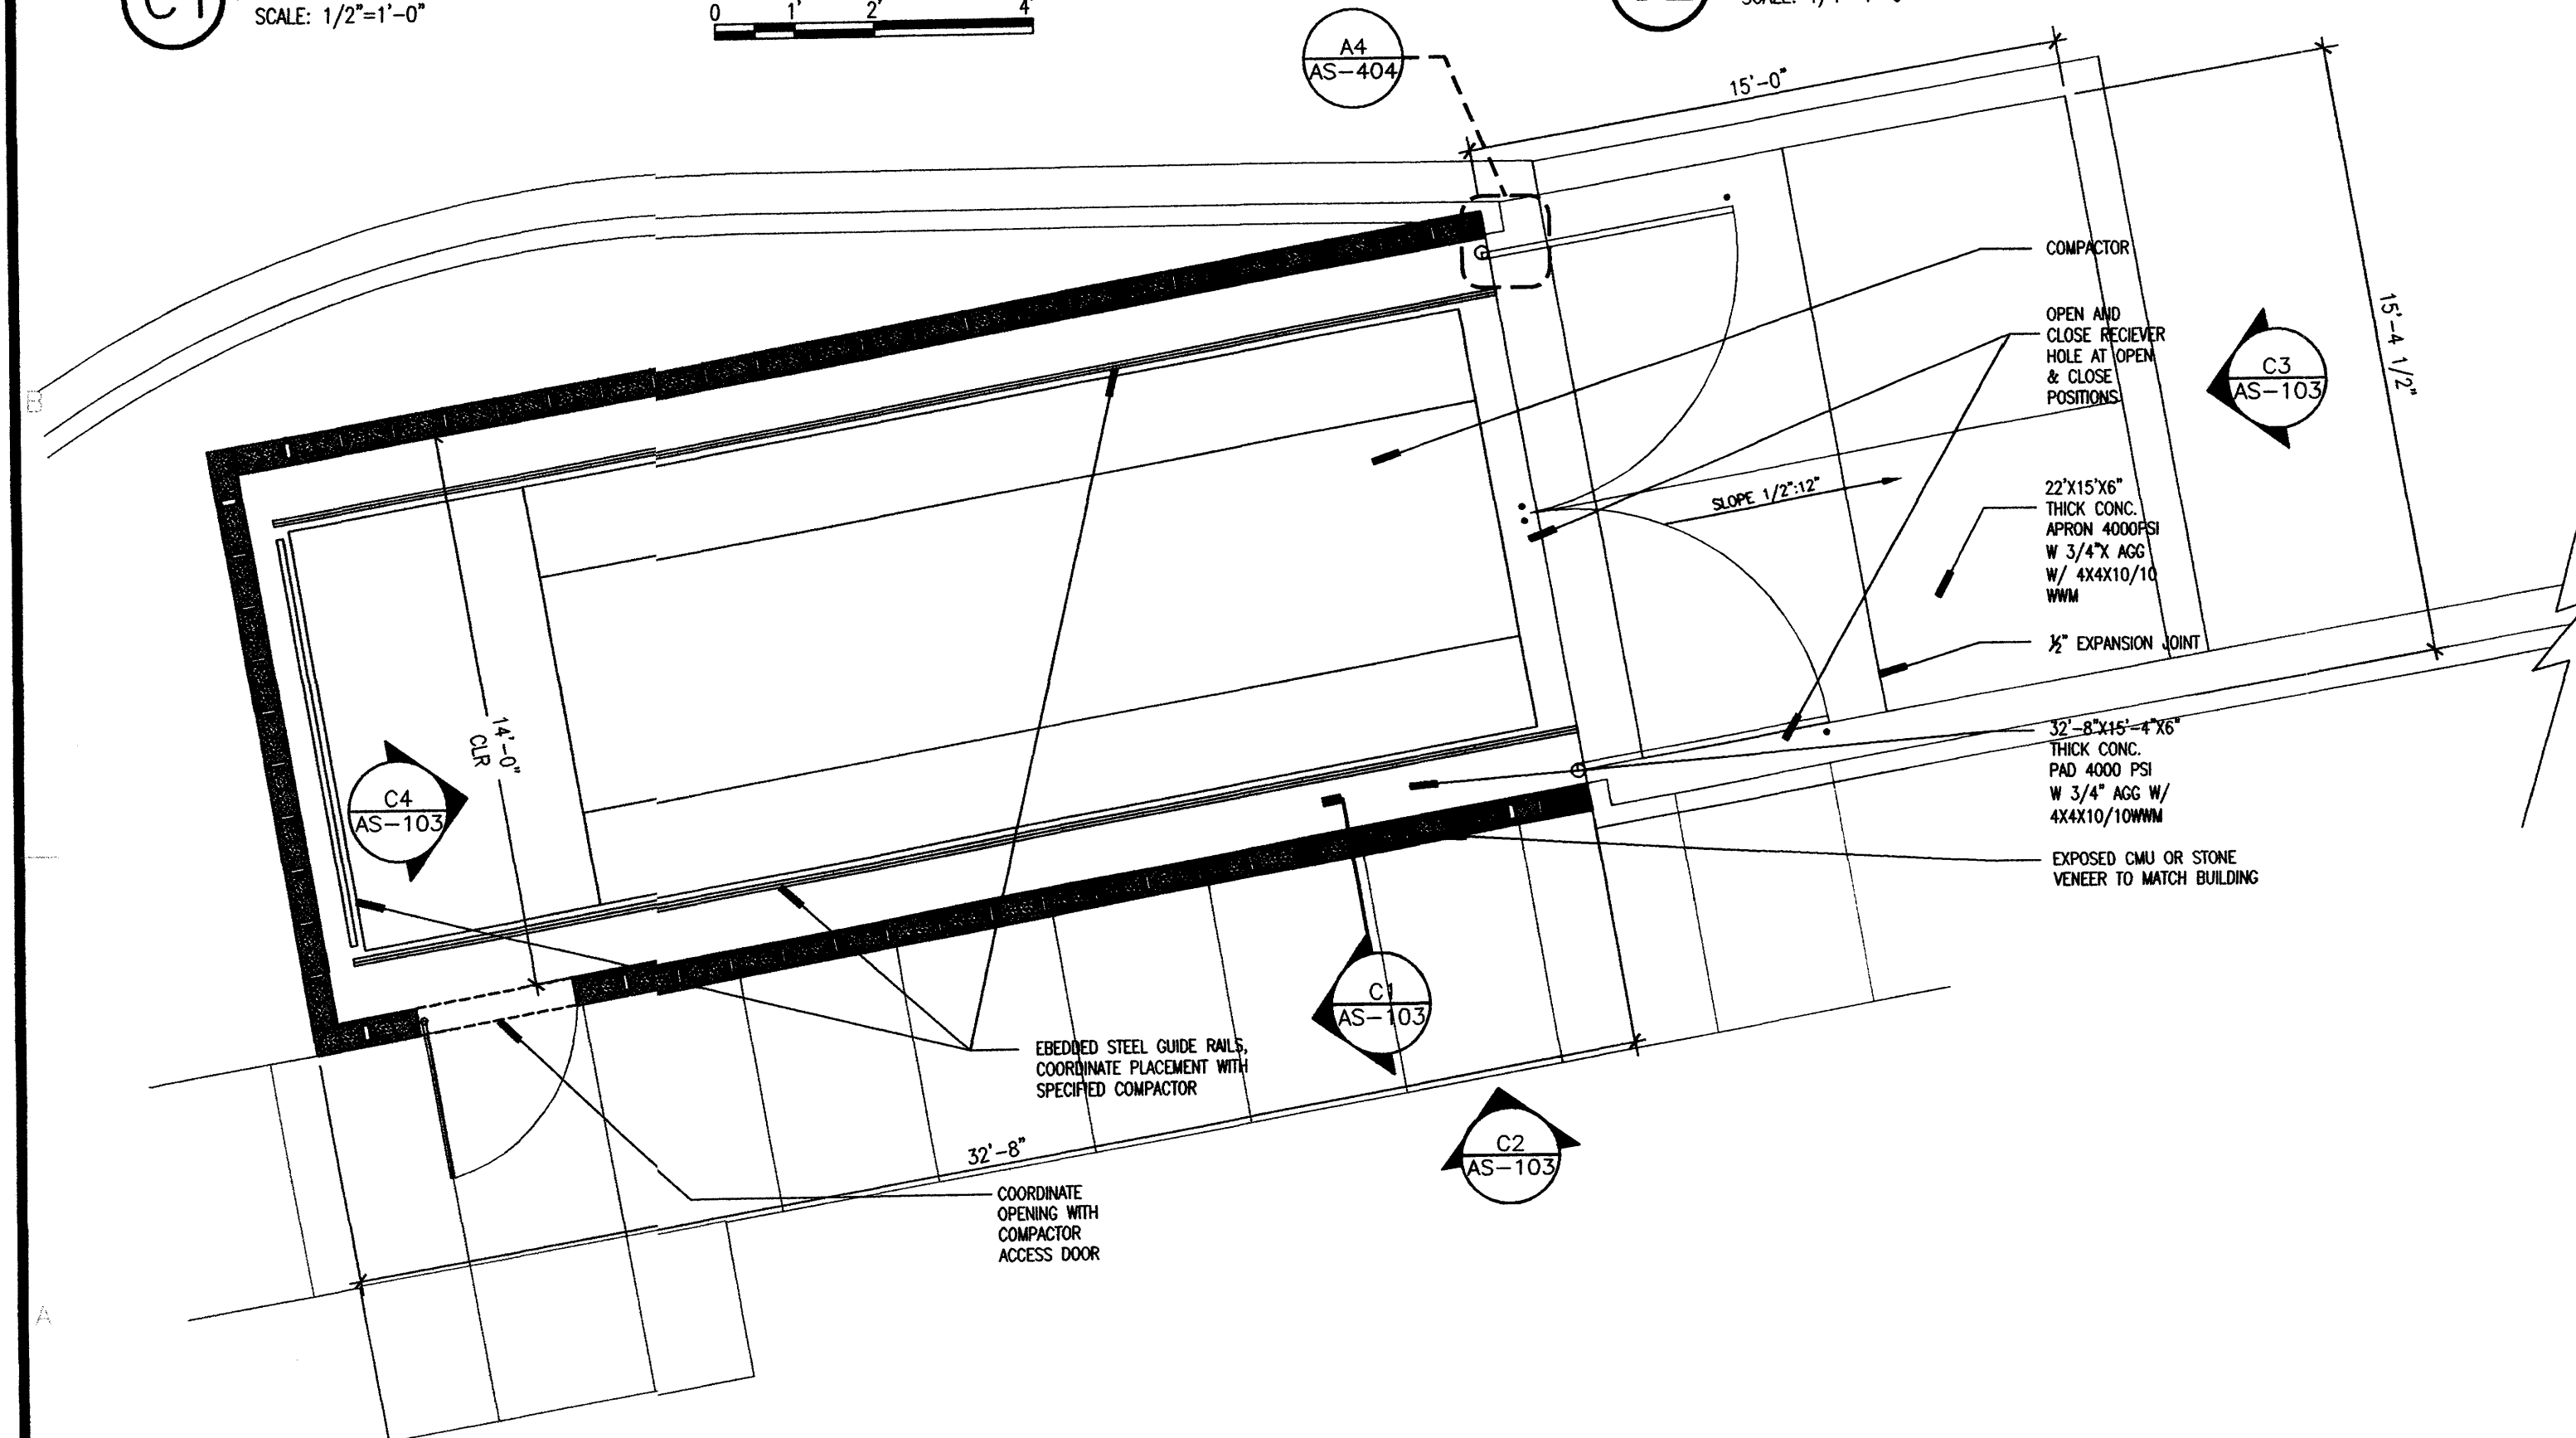 C1
SCALE: 1/2"=1'-0"
0 1' 2' 4'
A4
AS-404
15'-0"
COMPACTOR
OPEN AND
CLOSE RECIEVER
HOLE AT OPEN
& CLOSE
POSITIONS
C3
AS-103
15'-4 1/2"
B
SLOPE 1/2":12"
22'X15'X6"
THICK CONC.
APRON 4000PSI
W 3/4"X AGG
W/ 4X4X10/10
WWM
½" EXPANSION JOINT
14'-0"
CLR
32'-8"X15'-4"X6"
THICK CONC.
PAD 4000 PSI
W 3/4" AGG W/
4X4X10/10WWM
C4
AS-103
EXPOSED CMU OR STONE
VENEER TO MATCH BUILDING
C1
AS-103
EBEDDED STEEL GUIDE RAILS,
COORDINATE PLACEMENT WITH
SPECIFIED COMPACTOR
C2
AS-103
32'-8"
COORDINATE
OPENING WITH
COMPACTOR
ACCESS DOOR
A